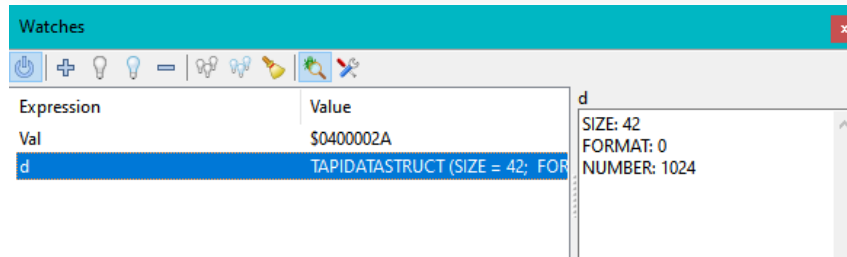 Watches
x
Expression Value
Val $0400002A
d TAPIDATASTRUCT (SIZE = 42; FOR
d
SIZE: 42
FORMAT: 0
NUMBER: 1024